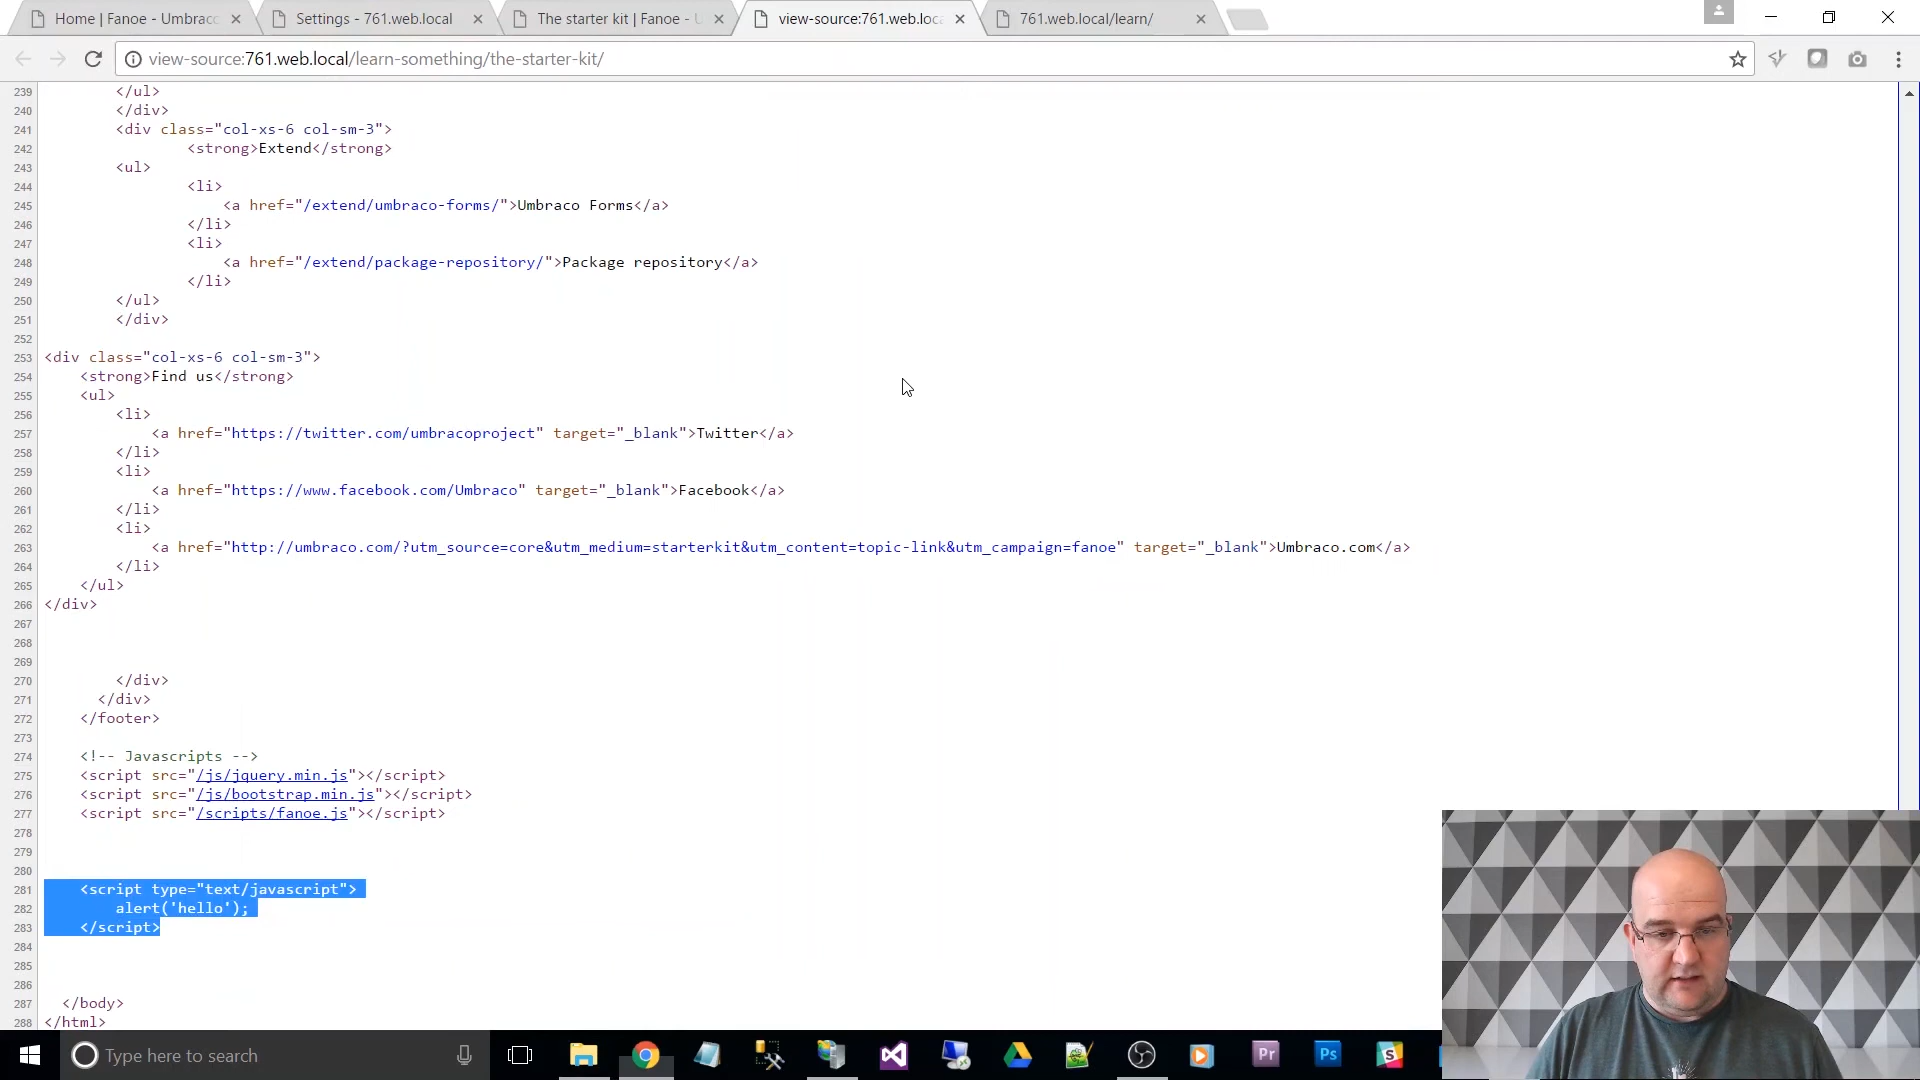 Home | Fanoe - Umbraco
Settings - 761.web.local
The starter kit | Fanoe - U
view-source:761.web.loca
761.web.local/learn/
view-source:761.web.local/learn-something/the-starter-kit/
239 </ul>
240 </div>
241 <div class="col-xs-6 col-sm-3">
242 <strong>Extend</strong>
243 <ul>
244 <li>
245 <a href="/extend/umbraco-forms/">Umbraco Forms</a>
246 </li>
247 <li>
248 <a href="/extend/package-repository/">Package repository</a>
249 </li>
250 </ul>
251 </div>
252
253 <div class="col-xs-6 col-sm-3">
254 <strong>Find us</strong>
255 <ul>
256 <li>
257 <a href="https://twitter.com/umbracoproject" target="_blank">Twitter</a>
258 </li>
259 <li>
260 <a href="https://www.facebook.com/Umbraco" target="_blank">Facebook</a>
261 </li>
262 <li>
263 <a href="http://umbraco.com/?utm_source=core&utm_medium=starterkit&utm_content=topic-link&utm_campaign=fanoe" target="_blank">Umbraco.com</a>
264 </li>
265 </ul>
266 </div>
267
268
269
270 </div>
271 </div>
272 </footer>
273
274 <!-- Javascripts -->
275 <script src="/js/jquery.min.js"></script>
276 <script src="/js/bootstrap.min.js"></script>
277 <script src="/scripts/fanoe.js"></script>
278
279
280
281 <script type="text/javascript">
282 alert('hello');
283 </script>
284
285
286
287 </body>
288 </html>
Type here to search
Pr
Ps
S